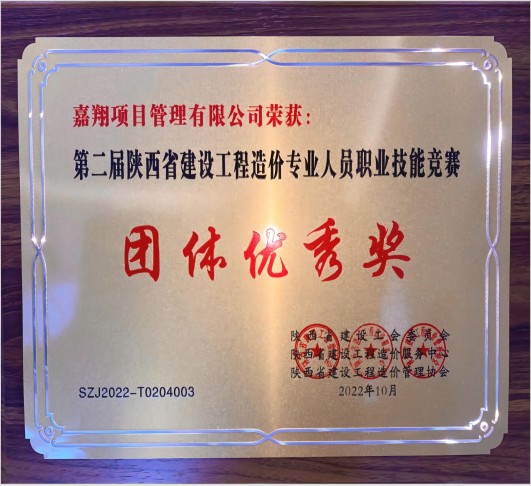 嘉翔项目管理有限公司荣获：
第二届陕西省建设工程造价专业人员职业技能竞赛
团体优秀奖
陕西省建设工会委员会
陕西省建设工程造价服务中心
SZJ2022-T0204003
陕西省建设工程造价管理协会
2022年10月